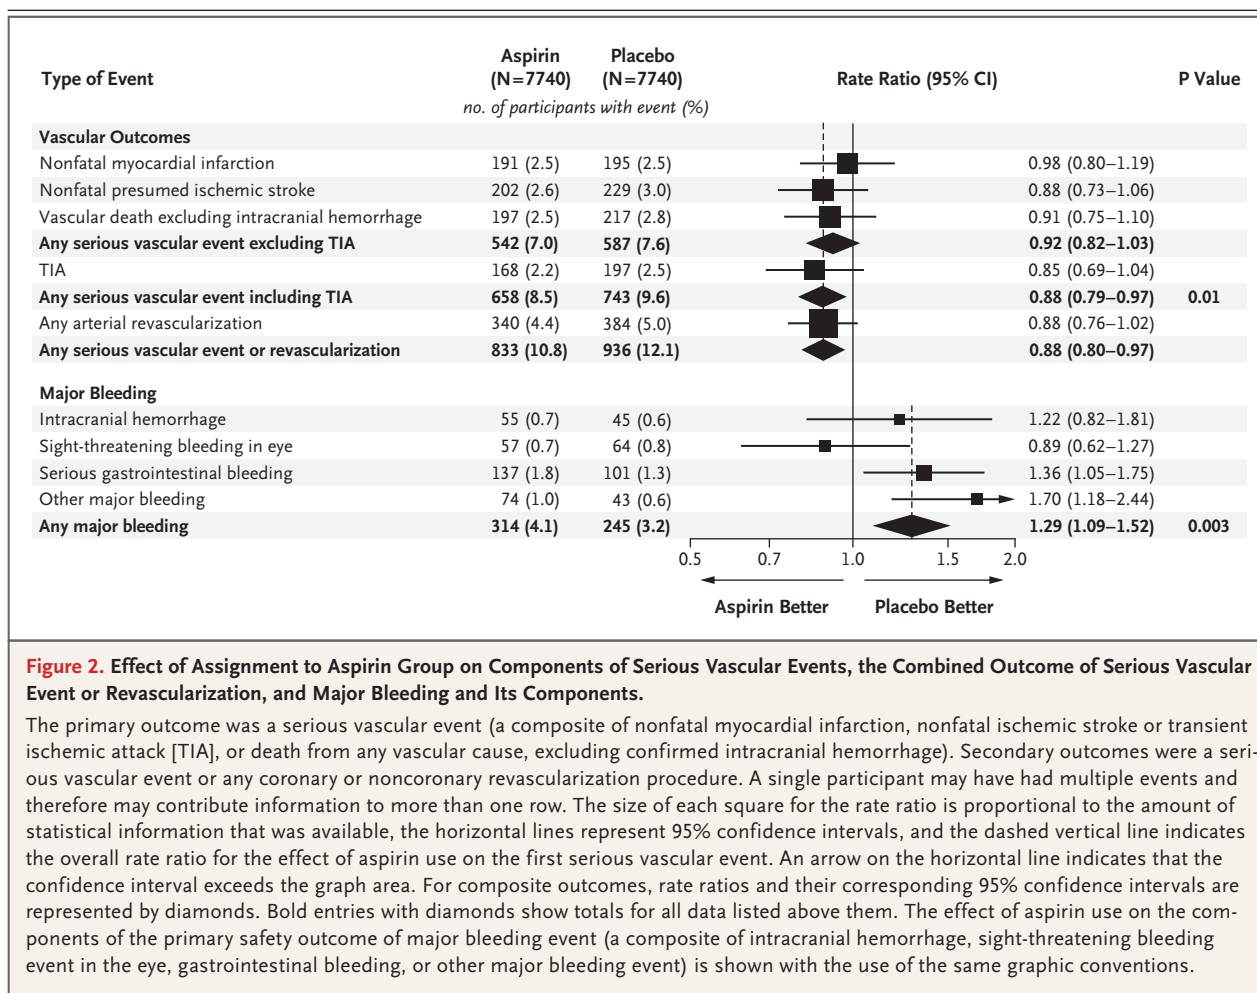 Type of Event Aspirin (N=7740) Placebo (N=7740) Rate Ratio (95% CI) P Value
no. of participants with event (%)
Vascular Outcomes
Nonfatal myocardial infarction 191 (2.5) 195 (2.5) 0.98 (0.80–1.19)
Nonfatal presumed ischemic stroke 202 (2.6) 229 (3.0) 0.88 (0.73–1.06)
Vascular death excluding intracranial hemorrhage 197 (2.5) 217 (2.8) 0.91 (0.75–1.10)
Any serious vascular event excluding TIA 542 (7.0) 587 (7.6) 0.92 (0.82–1.03)
TIA 168 (2.2) 197 (2.5) 0.85 (0.69–1.04)
Any serious vascular event including TIA 658 (8.5) 743 (9.6) 0.88 (0.79–0.97) 0.01
Any arterial revascularization 340 (4.4) 384 (5.0) 0.88 (0.76–1.02)
Any serious vascular event or revascularization 833 (10.8) 936 (12.1) 0.88 (0.80–0.97)
Major Bleeding
Intracranial hemorrhage 55 (0.7) 45 (0.6) 1.22 (0.82–1.81)
Sight-threatening bleeding in eye 57 (0.7) 64 (0.8) 0.89 (0.62–1.27)
Serious gastrointestinal bleeding 137 (1.8) 101 (1.3) 1.36 (1.05–1.75)
Other major bleeding 74 (1.0) 43 (0.6) 1.70 (1.18–2.44)
Any major bleeding 314 (4.1) 245 (3.2) 1.29 (1.09–1.52) 0.003
0.5 0.7 1.0 1.5 2.0
Aspirin Better Placebo Better
Figure 2. Effect of Assignment to Aspirin Group on Components of Serious Vascular Events, the Combined Outcome of Serious Vascular
Event or Revascularization, and Major Bleeding and Its Components.
The primary outcome was a serious vascular event (a composite of nonfatal myocardial infarction, nonfatal ischemic stroke or transient
ischemic attack [TIA], or death from any vascular cause, excluding confirmed intracranial hemorrhage). Secondary outcomes were a seri-
ous vascular event or any coronary or noncoronary revascularization procedure. A single participant may have had multiple events and
therefore may contribute information to more than one row. The size of each square for the rate ratio is proportional to the amount of
statistical information that was available, the horizontal lines represent 95% confidence intervals, and the dashed vertical line indicates
the overall rate ratio for the effect of aspirin use on the first serious vascular event. An arrow on the horizontal line indicates that the
confidence interval exceeds the graph area. For composite outcomes, rate ratios and their corresponding 95% confidence intervals are
represented by diamonds. Bold entries with diamonds show totals for all data listed above them. The effect of aspirin use on the com-
ponents of the primary safety outcome of major bleeding event (a composite of intracranial hemorrhage, sight-threatening bleeding
event in the eye, gastrointestinal bleeding, or other major bleeding event) is shown with the use of the same graphic conventions.